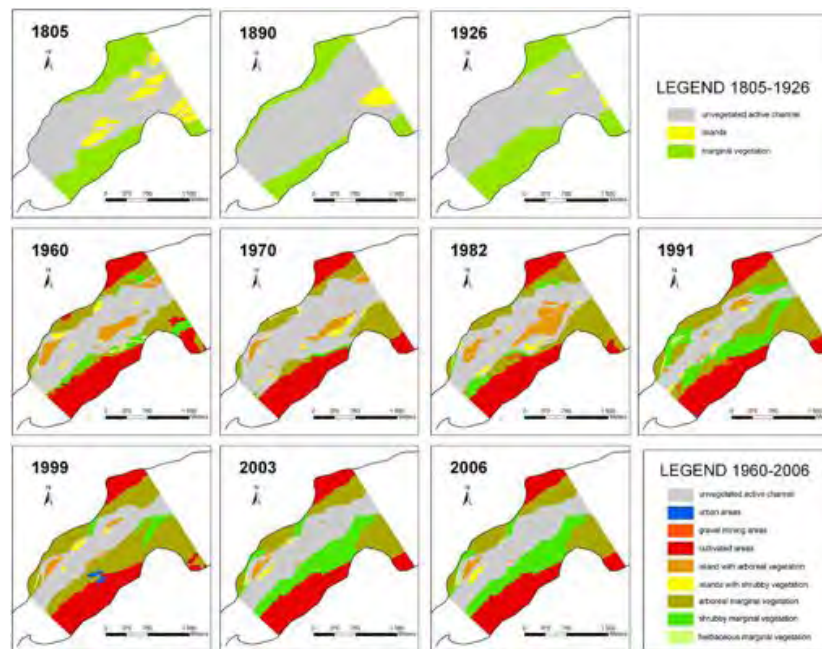 1805
1890
1926
LEGEND 1805-1926
unvegetated active channel
islands
marginal vegetation
1960
1970
1982
1991
1999
2003
2006
LEGEND 1960-2006
unvegetated active channel
urban areas
gravel mining areas
cultivated areas
island with arboreal vegetation
islands with shrubby vegetation
arboreal marginal vegetation
shrubby marginal vegetation
herbaceous marginal vegetation